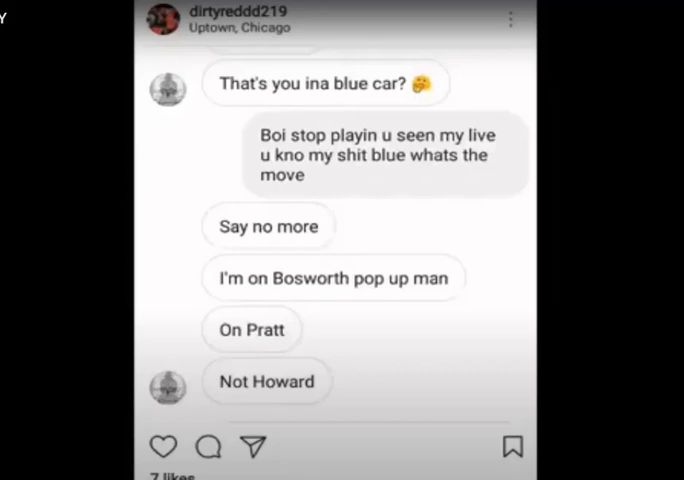 Y
dirtyreddd219
Uptown, Chicago
That's you ina blue car? 🤔
Boi stop playin u seen my live
u kno my shit blue whats the
move
Say no more
I'm on Bosworth pop up man
On Pratt
Not Howard
7 likes